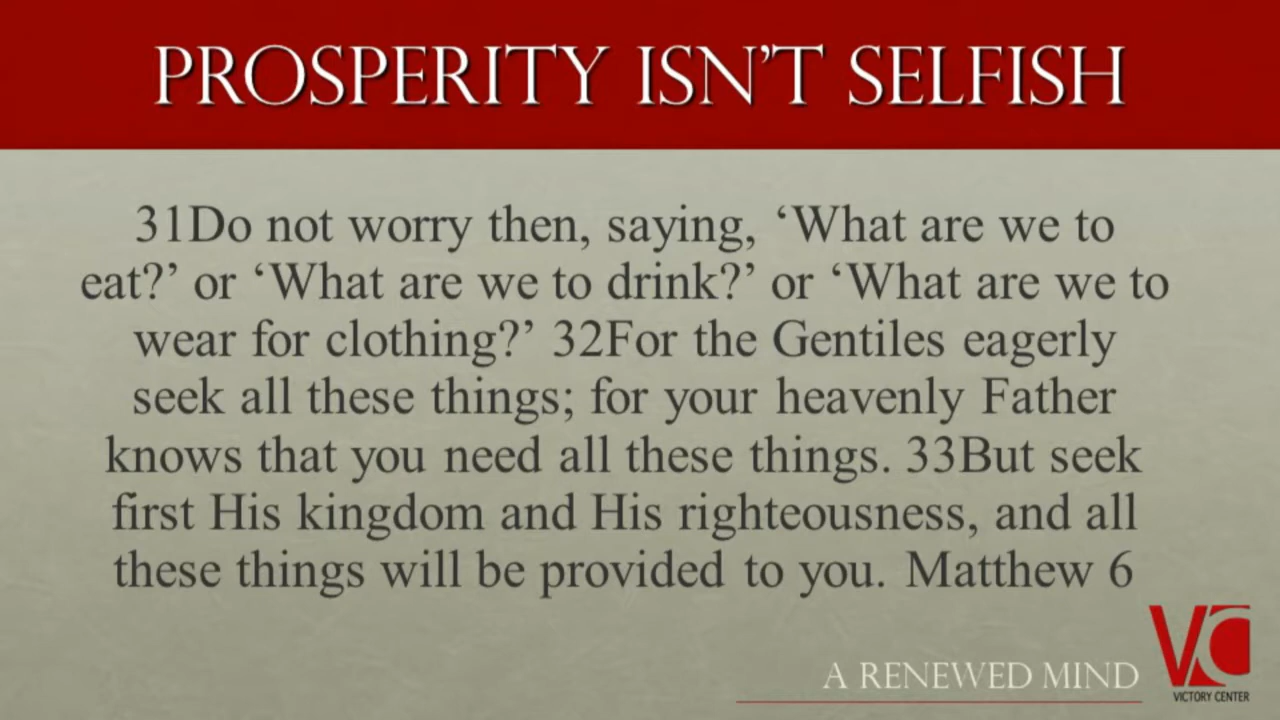 PROSPERITY ISN'T SELFISH
31Do not worry then, saying, ‘What are we to
eat?’ or ‘What are we to drink?’ or ‘What are we to
wear for clothing?’ 32For the Gentiles eagerly
seek all these things; for your heavenly Father
knows that you need all these things. 33But seek
first His kingdom and His righteousness, and all
these things will be provided to you. Matthew 6
A RENEWED MIND
VC
VICTORY CENTER